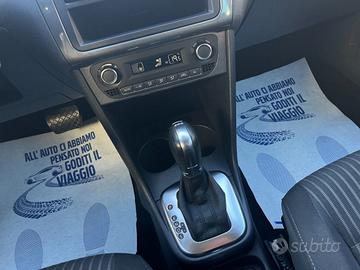 ALL' AUTO CI ABBIAMO
PENSATO NOI
GODITI IL
VIAGGIO
ALL' AUTO CI ABBIAMO
PENSATO NOI
GODITI IL
VIAGGIO
subito